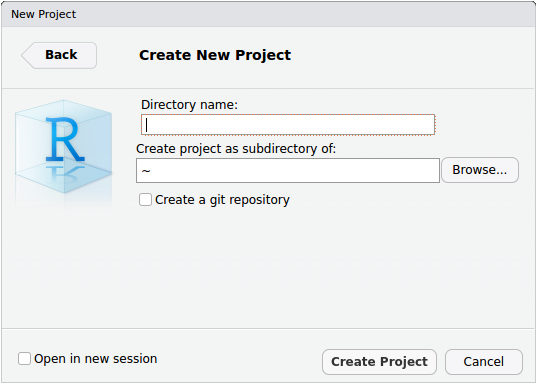 New Project
Back
Create New Project
R
Directory name:
Create project as subdirectory of:
~
Browse...
Create a git repository
Open in new session
Create Project
Cancel